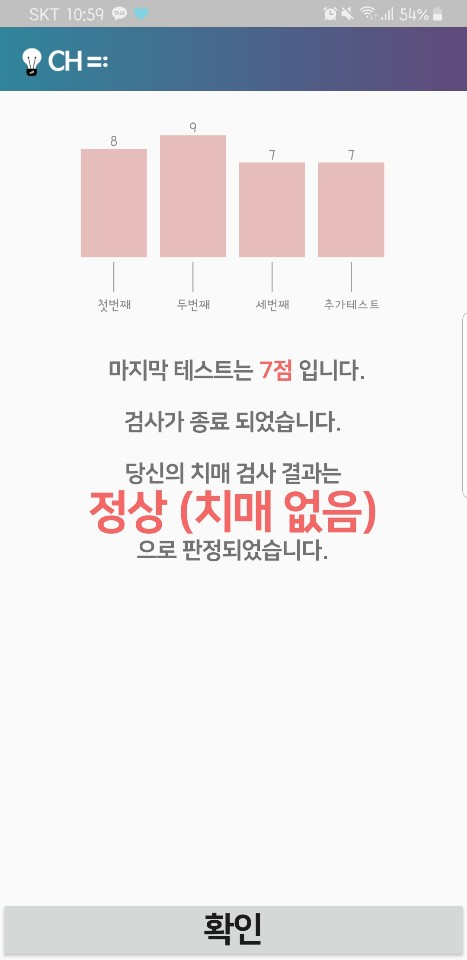 SKT 10:59 54%
CH
8 9 7 7
첫번째 두번째 세번째 추가테스트
마지막 테스트는 7점 입니다.
검사가 종료 되었습니다.
당신의 치매 검사 결과는
정상 (치매 없음)
으로 판정되었습니다.
확인